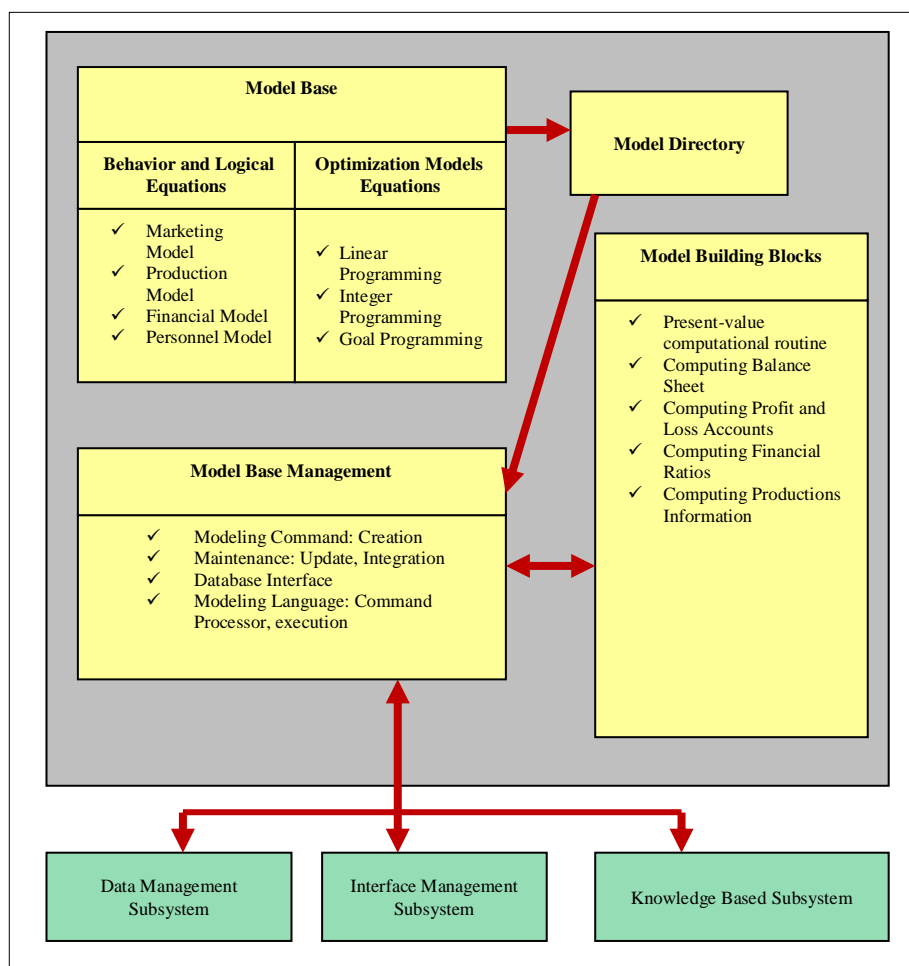 Model Base
Behavior and Logical
Equations
✓ Marketing
Model
✓ Production
Model
✓ Financial Model
✓ Personnel Model
Optimization Models
Equations
✓ Linear
Programming
✓ Integer
Programming
✓ Goal Programming
Model Directory
Model Building Blocks
✓ Present-value
computational routine
✓ Computing Balance
Sheet
✓ Computing Profit and
Loss Accounts
✓ Computing Financial
Ratios
✓ Computing Productions
Information
Model Base Management
✓ Modeling Command: Creation
✓ Maintenance: Update, Integration
✓ Database Interface
✓ Modeling Language: Command
Processor, execution
Data Management
Subsystem
Interface Management
Subsystem
Knowledge Based Subsystem